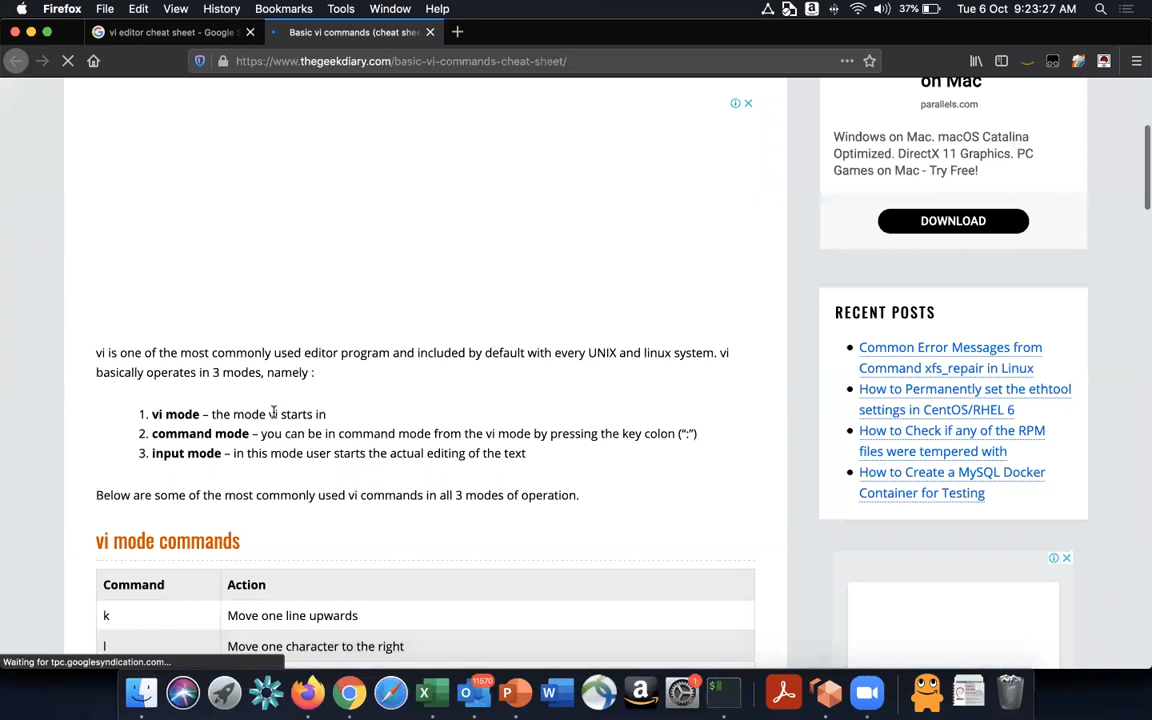 Firefox File Edit View History Bookmarks Tools Window Help 37% Tue 6 Oct 9:23:27 AM
vi editor cheat sheet - Google S
Basic vi commands (cheat shee
https://www.thegeekdiary.com/basic-vi-commands-cheat-sheet/
on Mac
parallels.com
Windows on Mac. macOS Catalina
Optimized. DirectX 11 Graphics. PC
Games on Mac - Try Free!
DOWNLOAD
vi is one of the most commonly used editor program and included by default with every UNIX and linux system. vi
basically operates in 3 modes, namely :
1. vi mode – the mode vi starts in
2. command mode – you can be in command mode from the vi mode by pressing the key colon (":")
3. input mode – in this mode user starts the actual editing of the text
Below are some of the most commonly used vi commands in all 3 modes of operation.
vi mode commands
Command Action
k Move one line upwards
l Move one character to the right
RECENT POSTS
Common Error Messages from
Command xfs_repair in Linux
How to Permanently set the ethtool
settings in CentOS/RHEL 6
How to Check if any of the RPM
files were tempered with
How to Create a MySQL Docker
Container for Testing
Waiting for tpc.googlesyndication.com...
11570
1